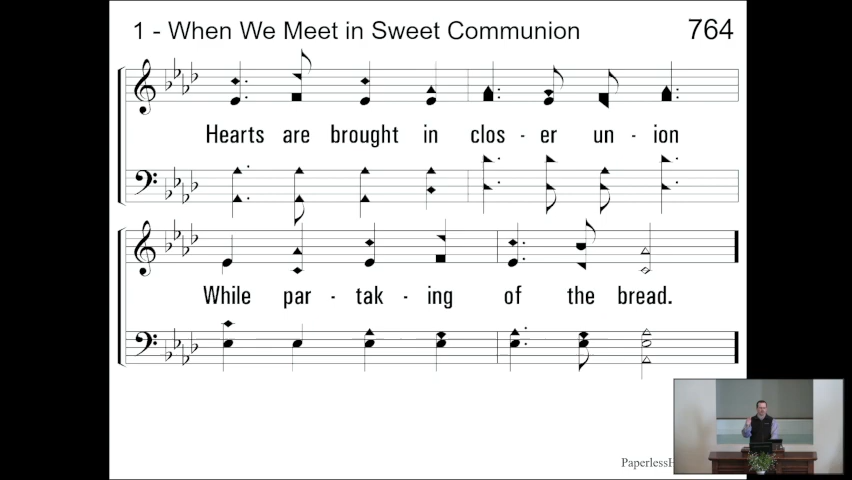 1 - When We Meet in Sweet Communion 764
Hearts are brought in clos - er un - ion
While par - tak - ing of the bread.